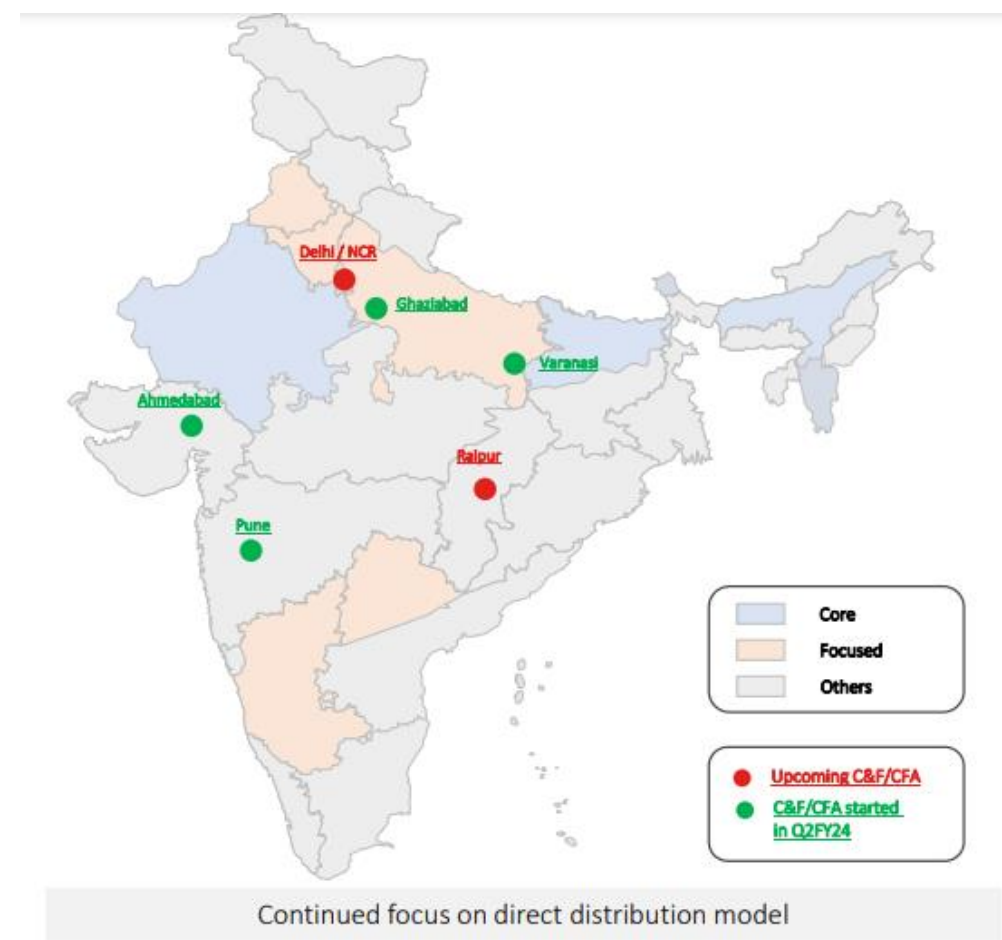 Delhi / NCR
Ghaziabad
Varanasi
Ahmedabad
Raipur
Pune
Core
Focused
Others
Upcoming C&F/CFA
C&F/CFA started
in Q2FY24
Continued focus on direct distribution model